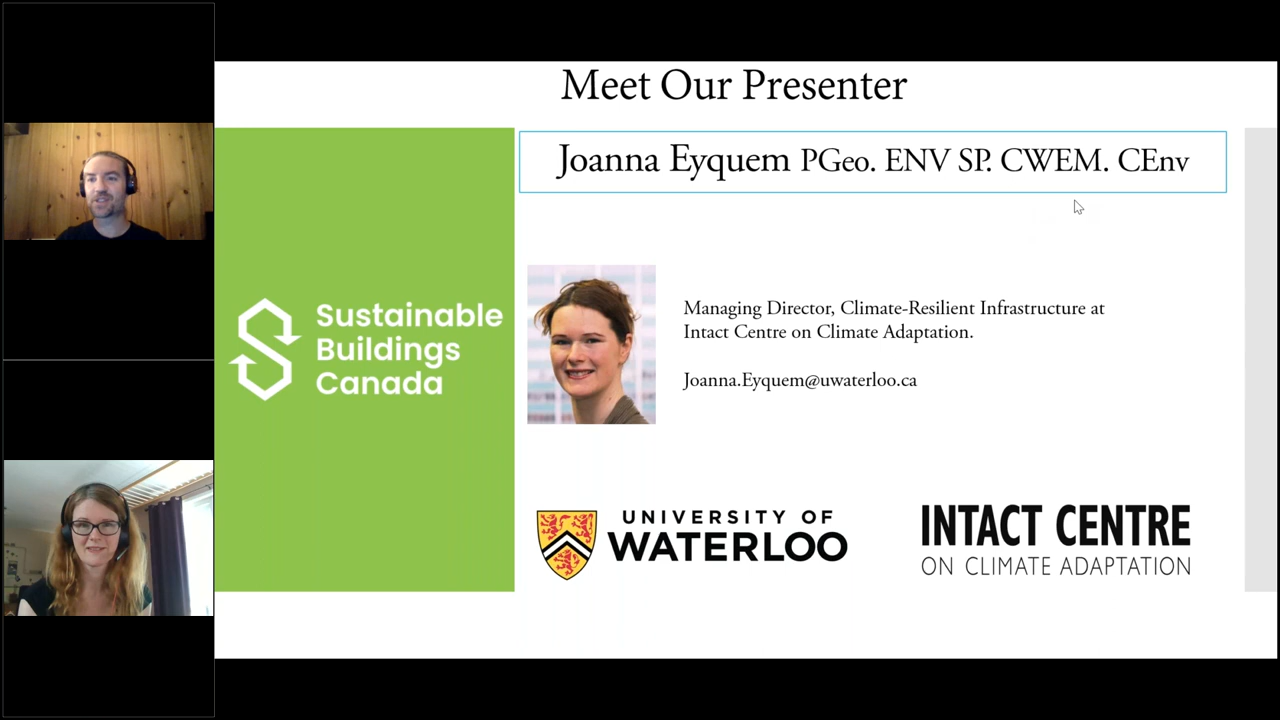 Meet Our Presenter
Joanna Eyquem PGeo. ENV SP. CWEM. CEnv
Sustainable
Buildings
Canada
Managing Director, Climate-Resilient Infrastructure at
Intact Centre on Climate Adaptation.
Joanna.Eyquem@uwaterloo.ca
UNIVERSITY OF
WATERLOO
INTACT CENTRE
ON CLIMATE ADAPTATION